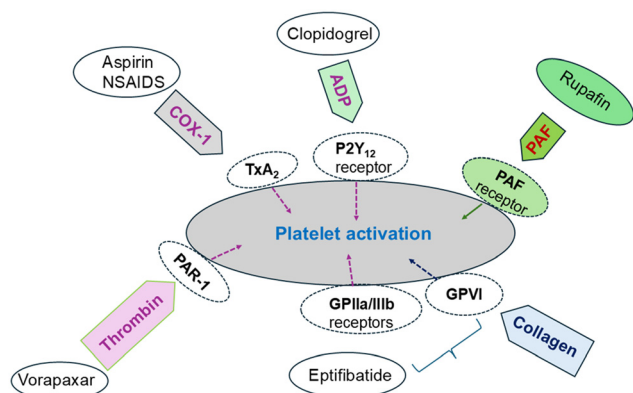 Clopidogrel
Aspirin
NSAIDS
Rupafin
ADP
COX-1
PAF
P2Y₁₂
receptor
TxA₂
PAF
receptor
Platelet activation
PAR-1
GPIIa/IIIb
receptors
GPVI
Thrombin
Collagen
Vorapaxar
Eptifibatide